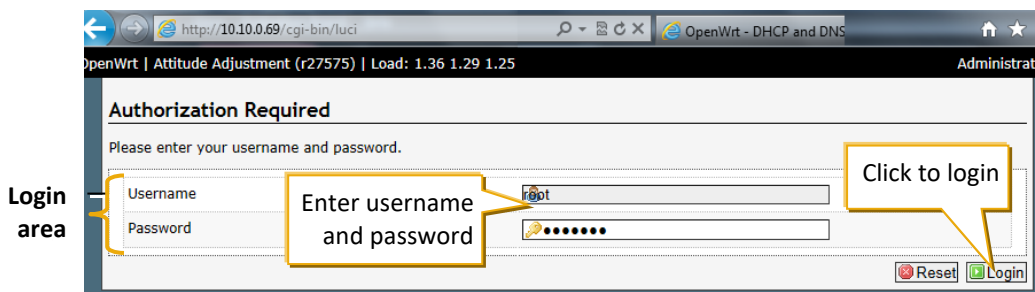 http://10.10.0.69/cgi-bin/luci
OpenWrt - DHCP and DNS
OpenWrt | Attitude Adjustment (r27575) | Load: 1.36 1.29 1.25
Administrat
Authorization Required
Please enter your username and password.
Login area
Username
root
Password
Enter username and password
Click to login
Reset
Login